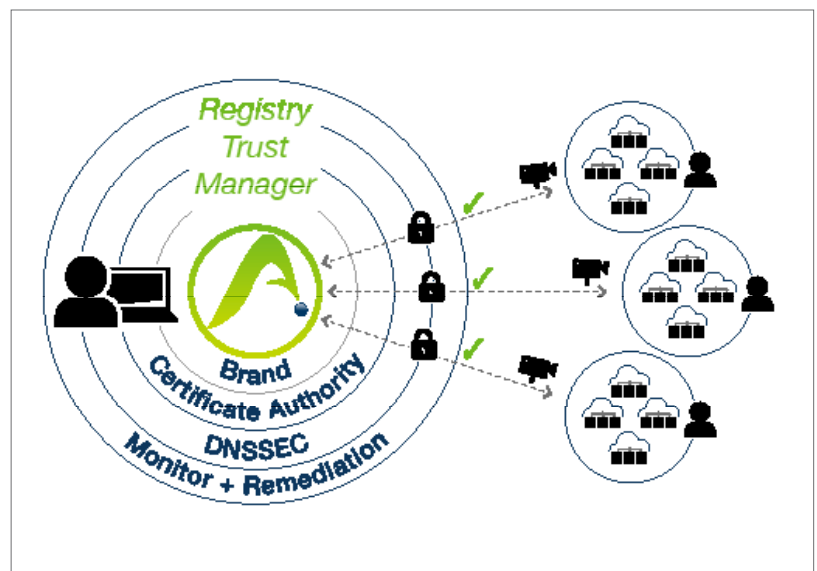 Registry
Trust
Manager
Brand
Certificate Authority
DNSSEC
Monitor + Remediation